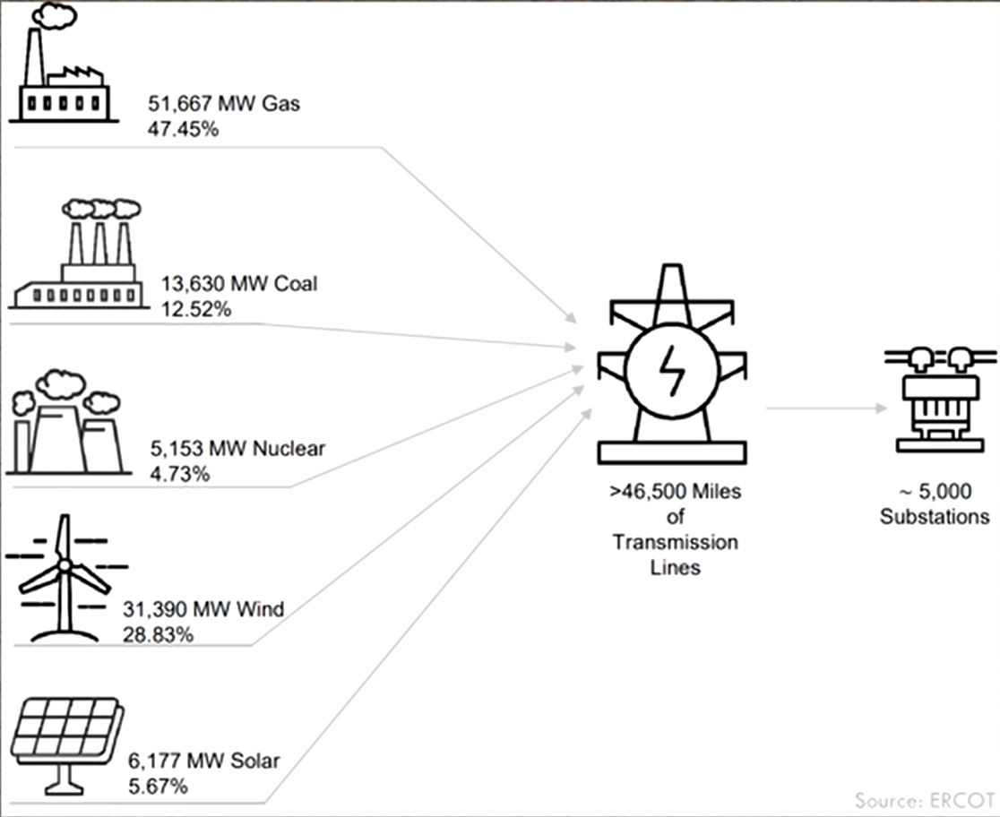 51,667 MW Gas
47.45%
13,630 MW Coal
12.52%
5,153 MW Nuclear
4.73%
31,390 MW Wind
28.83%
6,177 MW Solar
5.67%
>46,500 Miles
of
Transmission
Lines
~ 5,000
Substations
Source: ERCOT